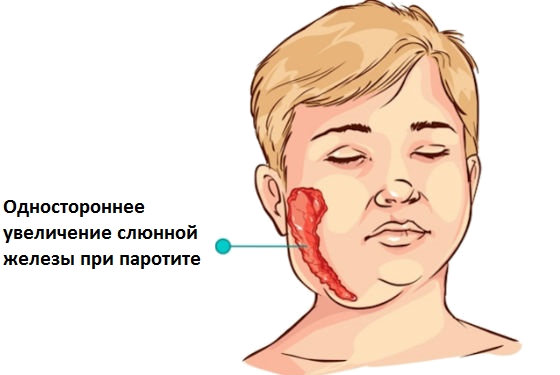 Одностороннее
увеличение слюнной
железы при паротите